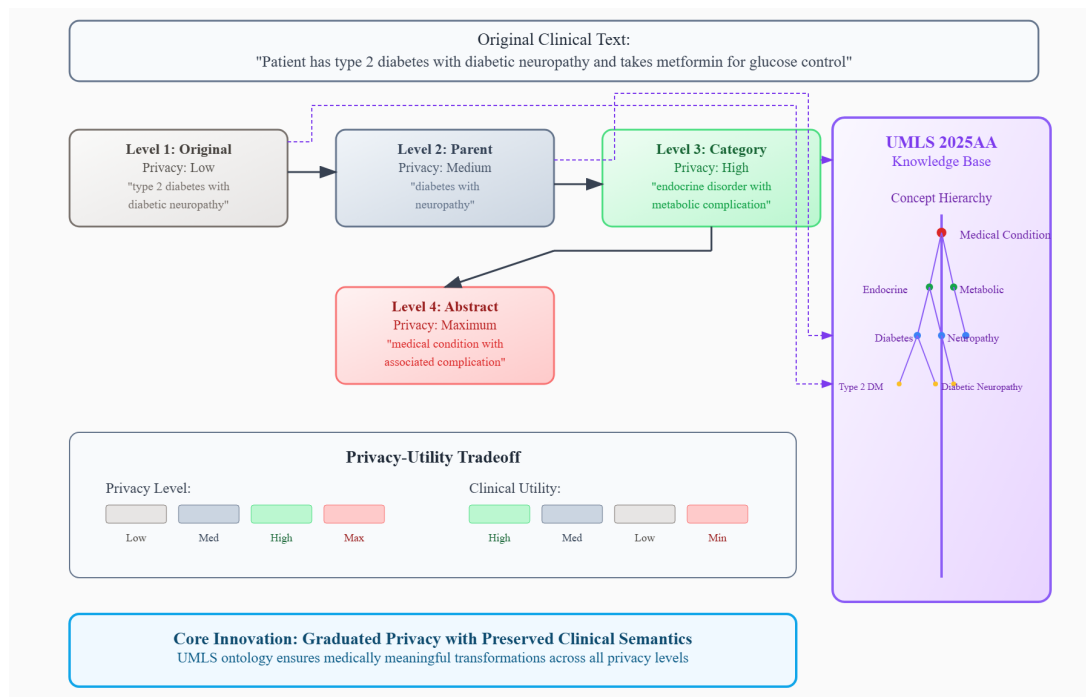 Original Clinical Text:
"Patient has type 2 diabetes with diabetic neuropathy and takes metformin for glucose control"
Level 1: Original
Privacy: Low
"type 2 diabetes with
diabetic neuropathy"
Level 2: Parent
Privacy: Medium
"diabetes with
neuropathy"
Level 3: Category
Privacy: High
"endocrine disorder with
metabolic complication"
Level 4: Abstract
Privacy: Maximum
"medical condition with
associated complication"
UMLS 2025AA
Knowledge Base
Concept Hierarchy
Medical Condition
Endocrine
Metabolic
Diabetes
Neuropathy
Type 2 DM
Diabetic Neuropathy
Privacy-Utility Tradeoff
Privacy Level:
Low
Med
High
Max
Clinical Utility:
High
Med
Low
Min
Core Innovation: Graduated Privacy with Preserved Clinical Semantics
UMLS ontology ensures medically meaningful transformations across all privacy levels